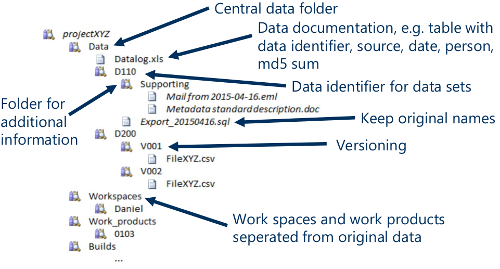 Central data folder
projectXYZ
Data
Data documentation, e.g. table with
data identifier, source, date, person,
md5 sum
Datalog.xls
D110
Data identifier for data sets
Folder for
additional
information
Supporting
Mail from 2015-04-16.eml
Metadata standard description.doc
Export_20150416.sql
Keep original names
D200
V001
Versioning
FileXYZ.csv
V002
FileXYZ.csv
Workspaces
Daniel
Work spaces and work products
seperated from original data
Work_products
0103
Builds
...